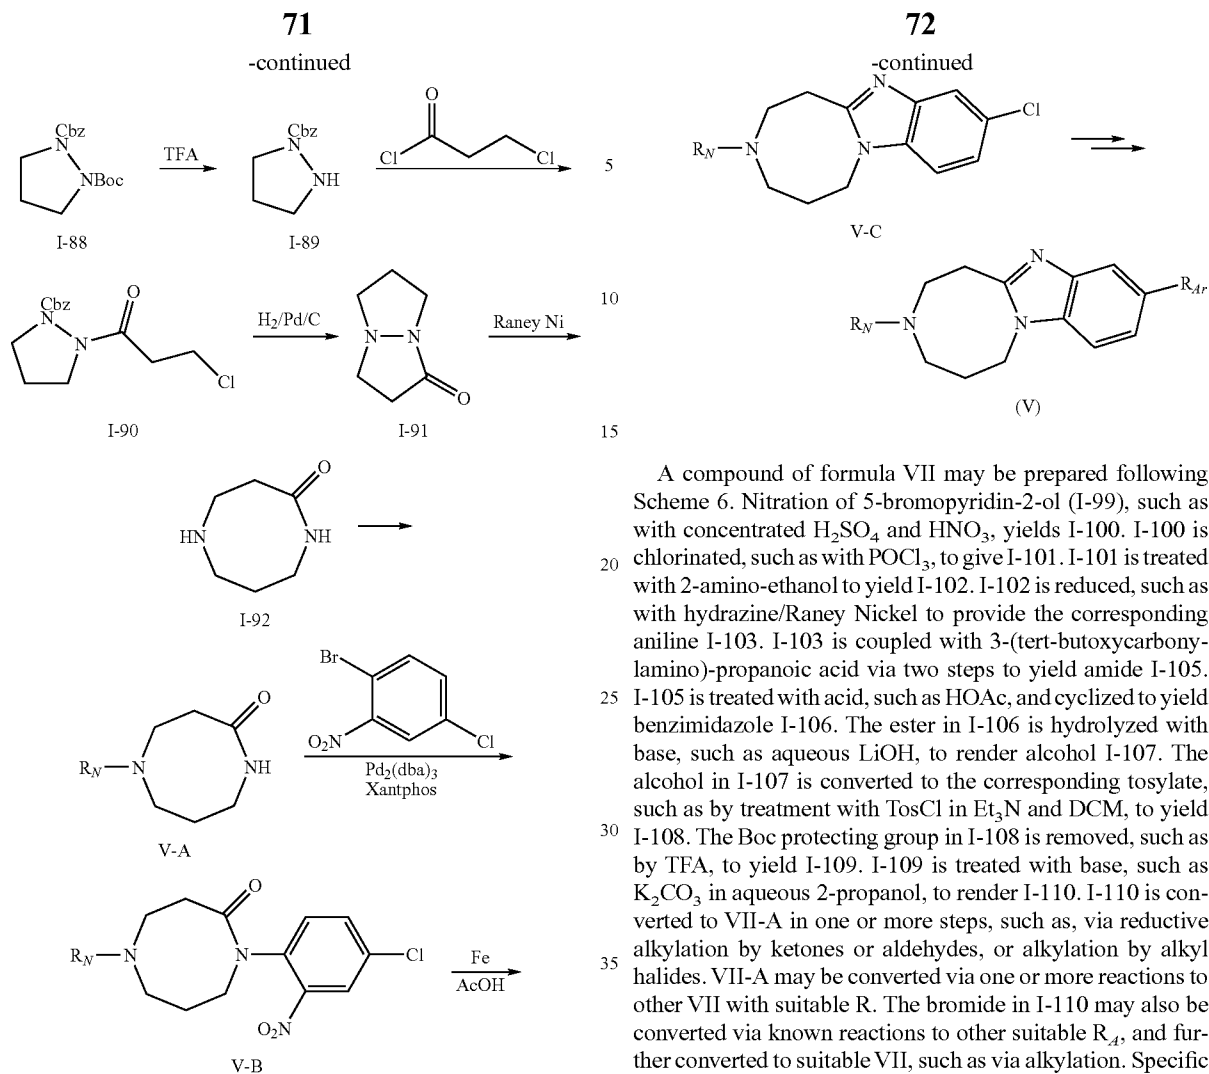 71
-continued
Cbz
N
NBoc
I-88
TFA
Cbz
N
NH
I-89
O
Cl
Cl
Cbz
N
N
O
Cl
I-90
H₂/Pd/C
N
N
O
I-91
Raney Ni
O
HN
NH
I-92
O
R_N
N
NH
V-A
Br
O₂N
Cl
Pd₂(dba)₃
Xantphos
O
R_N
N
N
Cl
O₂N
V-B
Fe
AcOH
5
10
15
20
25
30
35
72
-continued
N
Cl
R_N
N
N
V-C
N
R_Ar
R_N
N
N
(V)
A compound of formula VII may be prepared following
Scheme 6. Nitration of 5-bromopyridin-2-ol (I-99), such as
with concentrated H₂SO₄ and HNO₃, yields I-100. I-100 is
chlorinated, such as with POCl₃, to give I-101. I-101 is treated
with 2-amino-ethanol to yield I-102. I-102 is reduced, such as
with hydrazine/Raney Nickel to provide the corresponding
aniline I-103. I-103 is coupled with 3-(tert-butoxycarbony-
lamino)-propanoic acid via two steps to yield amide I-105.
I-105 is treated with acid, such as HOAc, and cyclized to yield
benzimidazole I-106. The ester in I-106 is hydrolyzed with
base, such as aqueous LiOH, to render alcohol I-107. The
alcohol in I-107 is converted to the corresponding tosylate,
such as by treatment with TosCl in Et₃N and DCM, to yield
I-108. The Boc protecting group in I-108 is removed, such as
by TFA, to yield I-109. I-109 is treated with base, such as
K₂CO₃ in aqueous 2-propanol, to render I-110. I-110 is con-
verted to VII-A in one or more steps, such as, via reductive
alkylation by ketones or aldehydes, or alkylation by alkyl
halides. VII-A may be converted via one or more reactions to
other VII with suitable R. The bromide in I-110 may also be
converted via known reactions to other suitable R_A, and fur-
ther converted to suitable VII, such as via alkylation. Specific